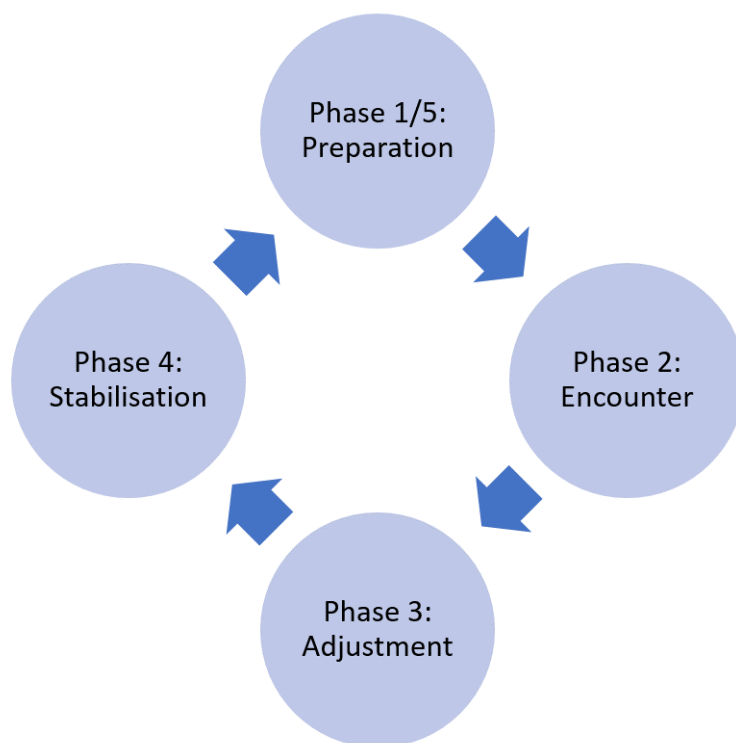 Phase 1/5:
Preparation
Phase 2:
Encounter
Phase 3:
Adjustment
Phase 4:
Stabilisation